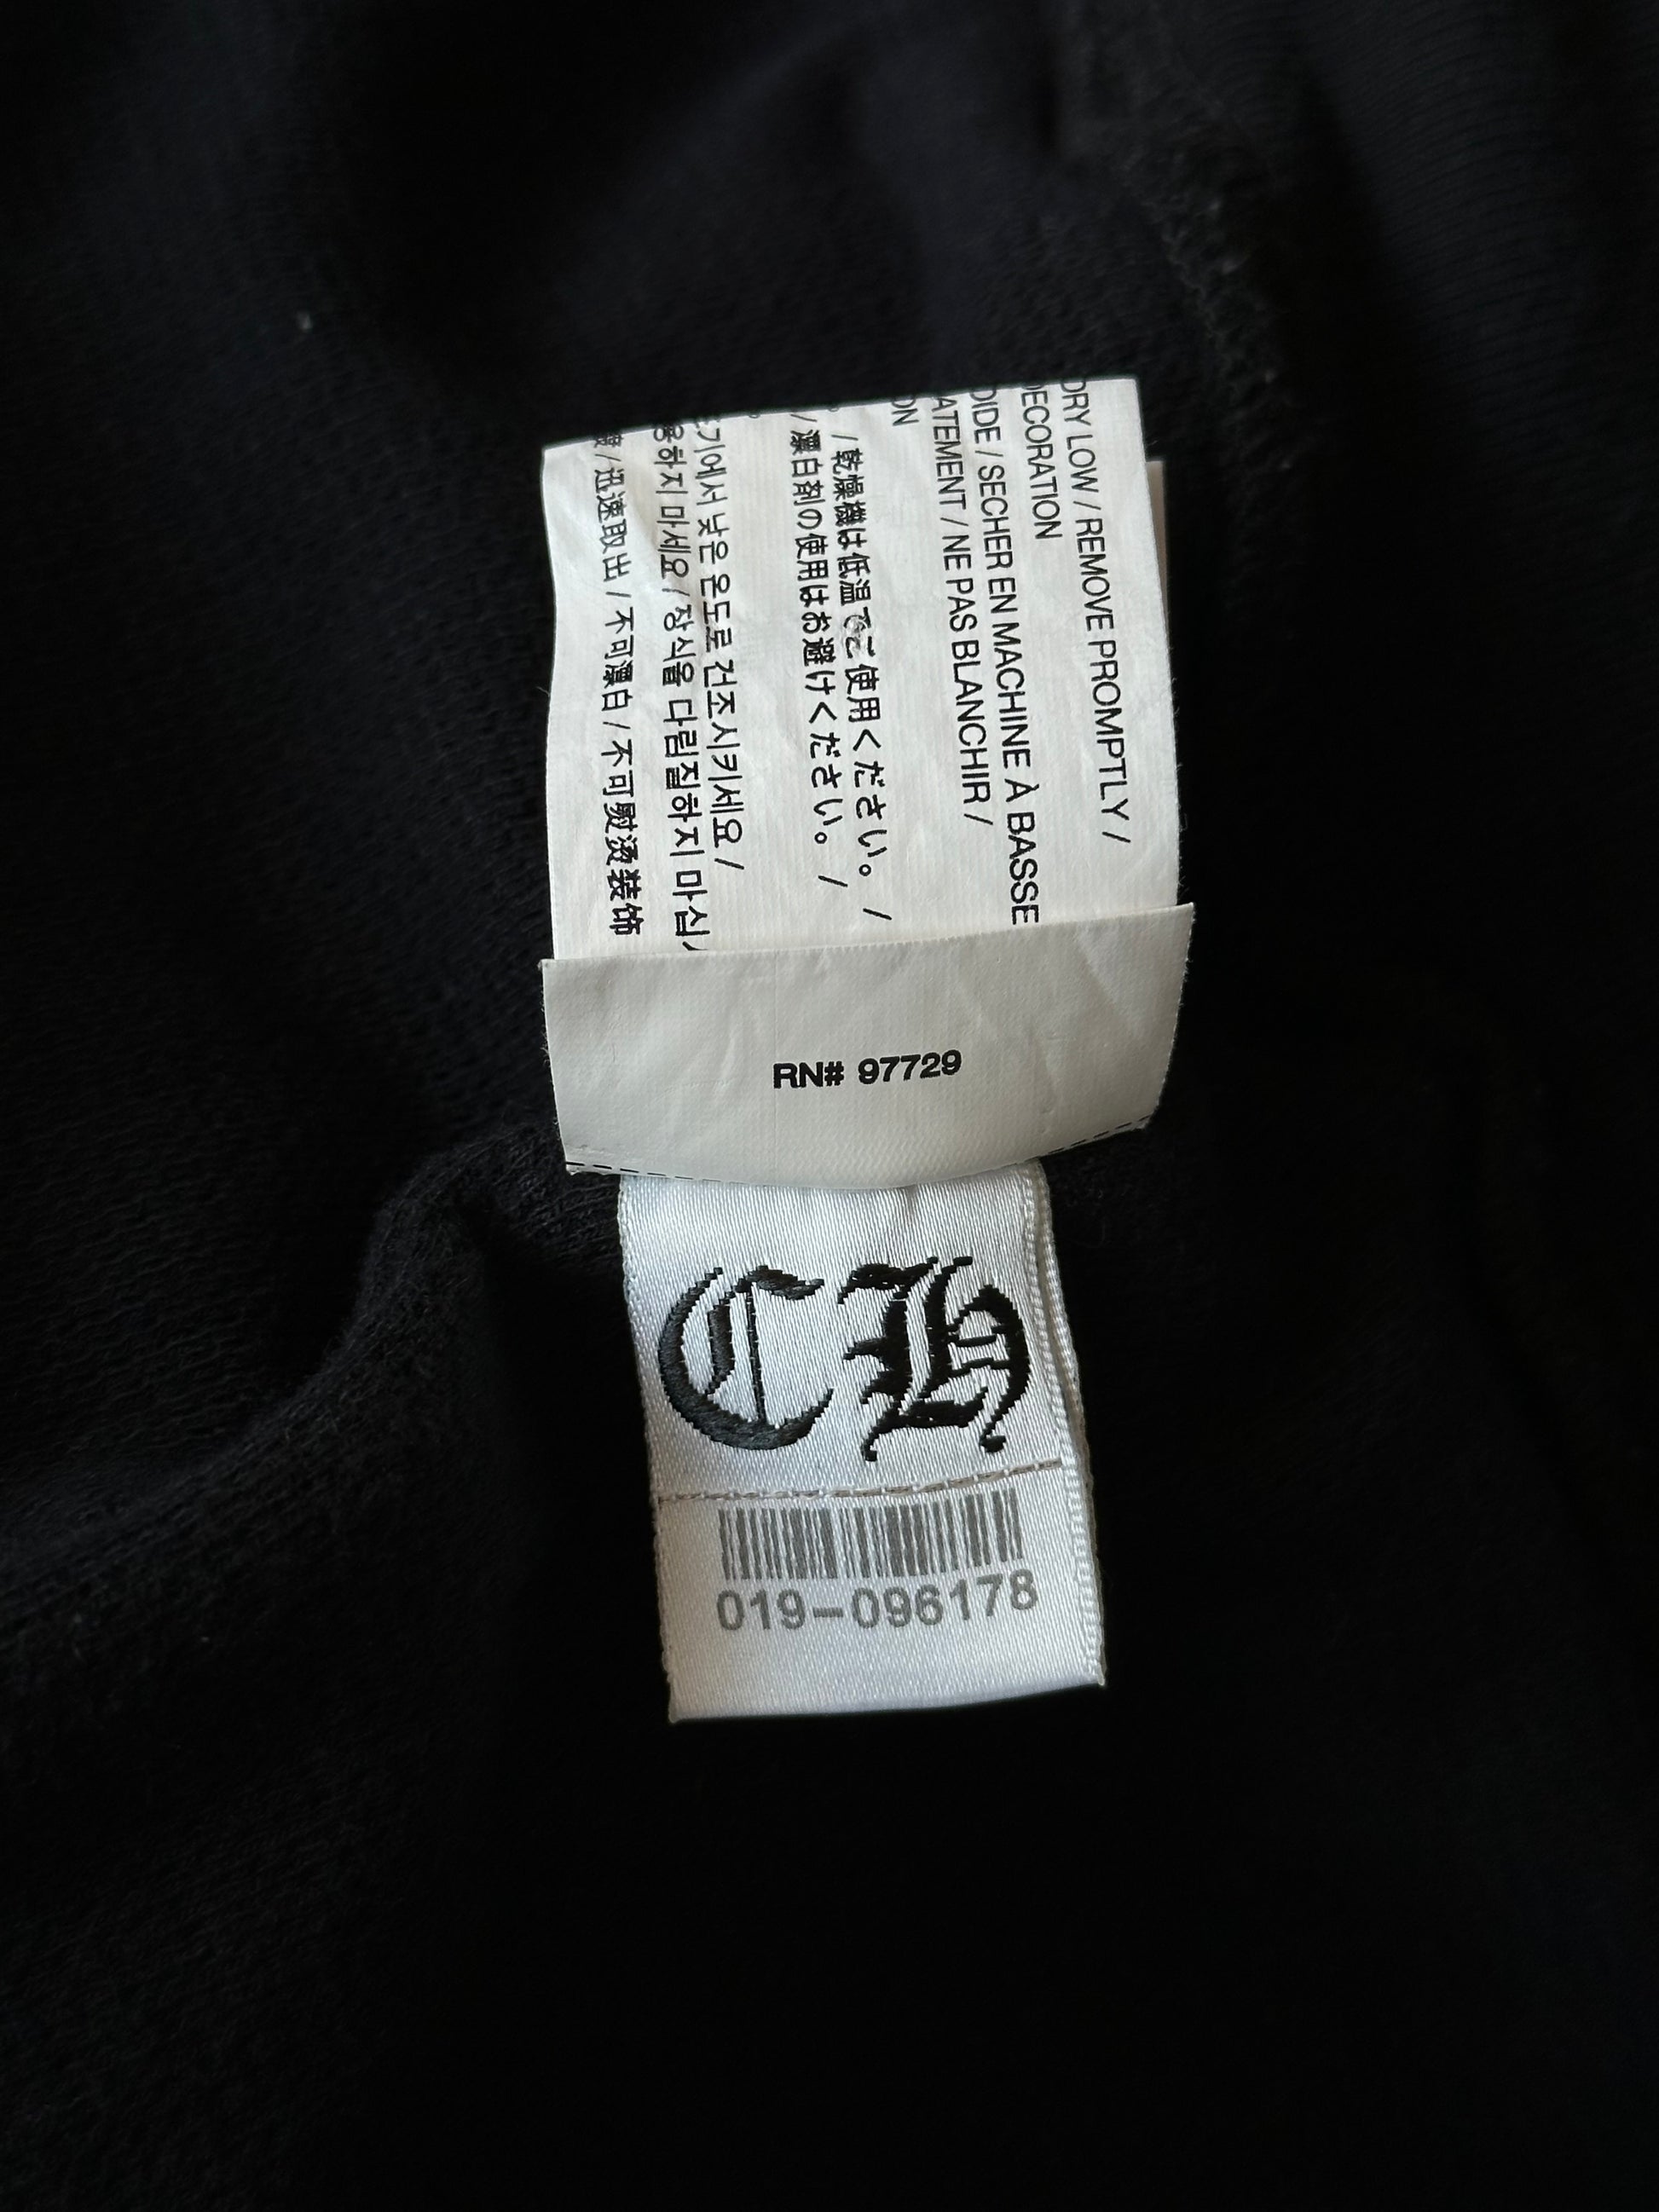 DRY LOW / REMOVE PROMPTLY /
DECORATION
OIDE / SECHER EN MACHINE À BASSE
ATEMENT / NE PAS BLANCHIR /
ON
/ 乾燥機は低温でご使用ください。 /
/ 漂白剤の使用はお避けください。 /
기에서 낮은 온도로 건조시키세요 /
용하지 마세요 / 장식을 다림질하지 마십
/ 迅速取出 / 不可漂白 / 不可熨烫装饰
RN# 97729
CH
019-096178